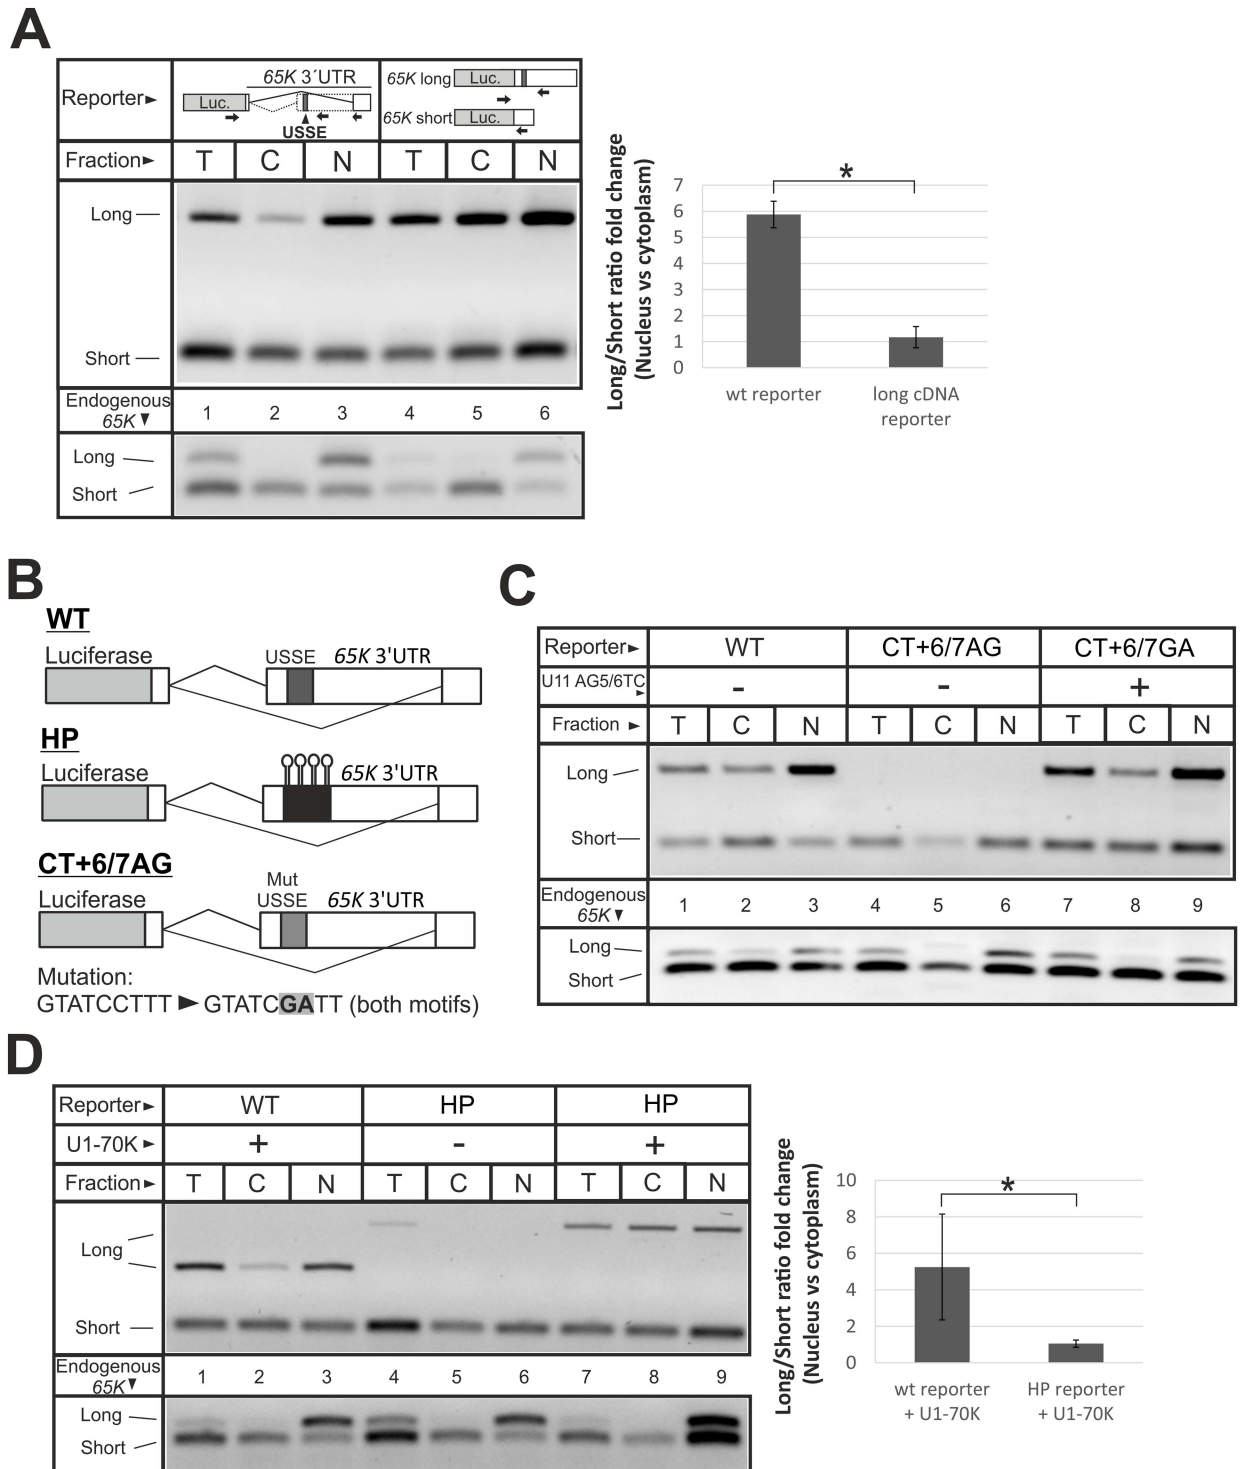 A
Reporter►
65K 3´UTR
Luc.
USSE
65K long
Luc.
65K short
Luc.
Fraction►
T C N T C N
Long
Short
Endogenous
65K▼
1 2 3 4 5 6
Long
Short
Long/Short ratio fold change
(Nucleus vs cytoplasm)
7
6
5
4
3
2
1
0
*
wt reporter
long cDNA
reporter
B
WT
Luciferase
USSE
65K 3'UTR
HP
Luciferase
65K 3'UTR
CT+6/7AG
Luciferase
Mut
USSE
65K 3'UTR
Mutation:
GTATCCTTT ► GTATCGATT (both motifs)
C
Reporter► WT CT+6/7AG CT+6/7GA
U11 AG5/6TC► - - +
Fraction ► T C N T C N T C N
Long
Short
Endogenous
65K▼
1 2 3 4 5 6 7 8 9
Long
Short
D
Reporter► WT HP HP
U1-70K ► + - +
Fraction► T C N T C N T C N
Long
Short
Endogenous
65K▼
1 2 3 4 5 6 7 8 9
Long
Short
Long/Short ratio fold change
(Nucleus vs cytoplasm)
10
8
6
4
2
0
*
wt reporter
+ U1-70K
HP reporter
+ U1-70K